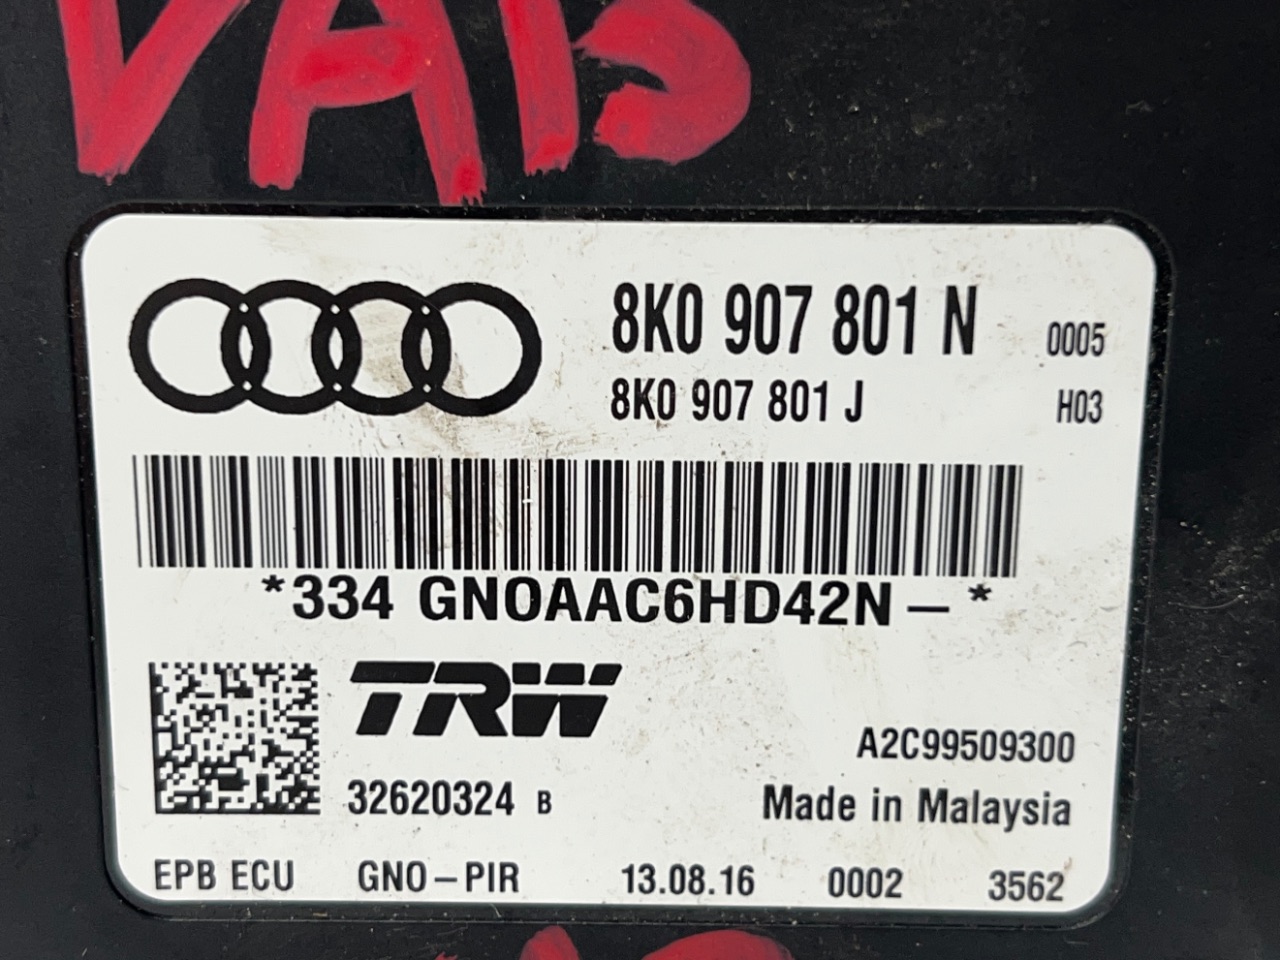 8K0 907 801 N 0005
8K0 907 801 J H03
*334 GNOAAC6HD42N – *
TRW
32620324 B
A2C99509300
Made in Malaysia
EPB ECU GNO – PIR 13.08.16 0002 3562